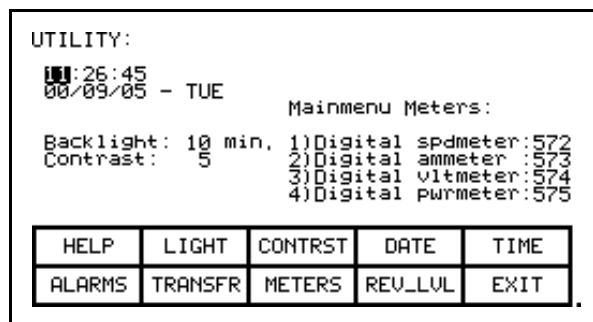 UTILITY:
11:26:45
00/09/05 - TUE
Mainmenu Meters:
Backlight: 10 min, 1)Digital spdmeter:572
Contrast: 5 2)Digital ammeter :573
3)Digital vltmeter:574
4)Digital pwrmeter:575
HELP LIGHT CONTRST DATE TIME
ALARMS TRANSFR METERS REV_LVL EXIT
.